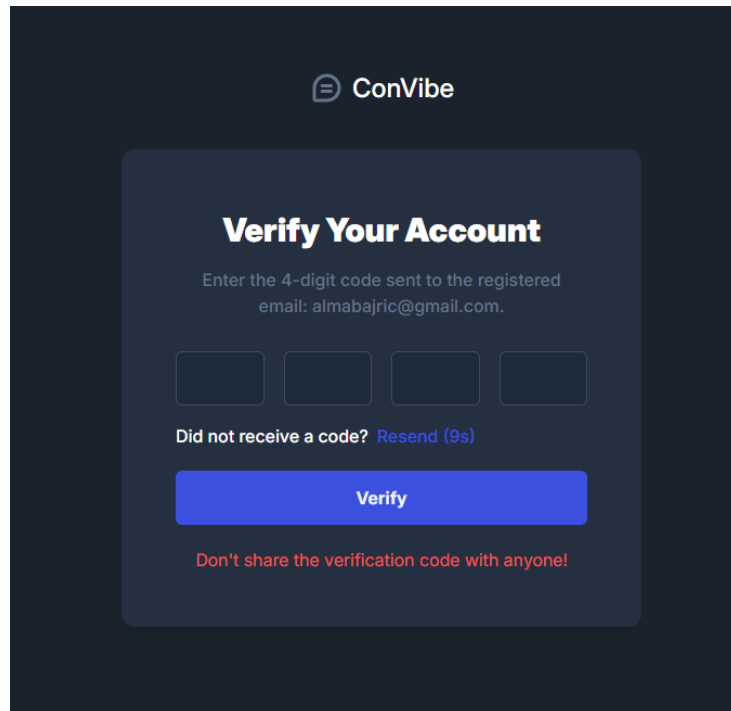 ConVibe
Verify Your Account
Enter the 4-digit code sent to the registered
email: almabajric@gmail.com.
Did not receive a code? Resend (9s)
Verify
Don't share the verification code with anyone!